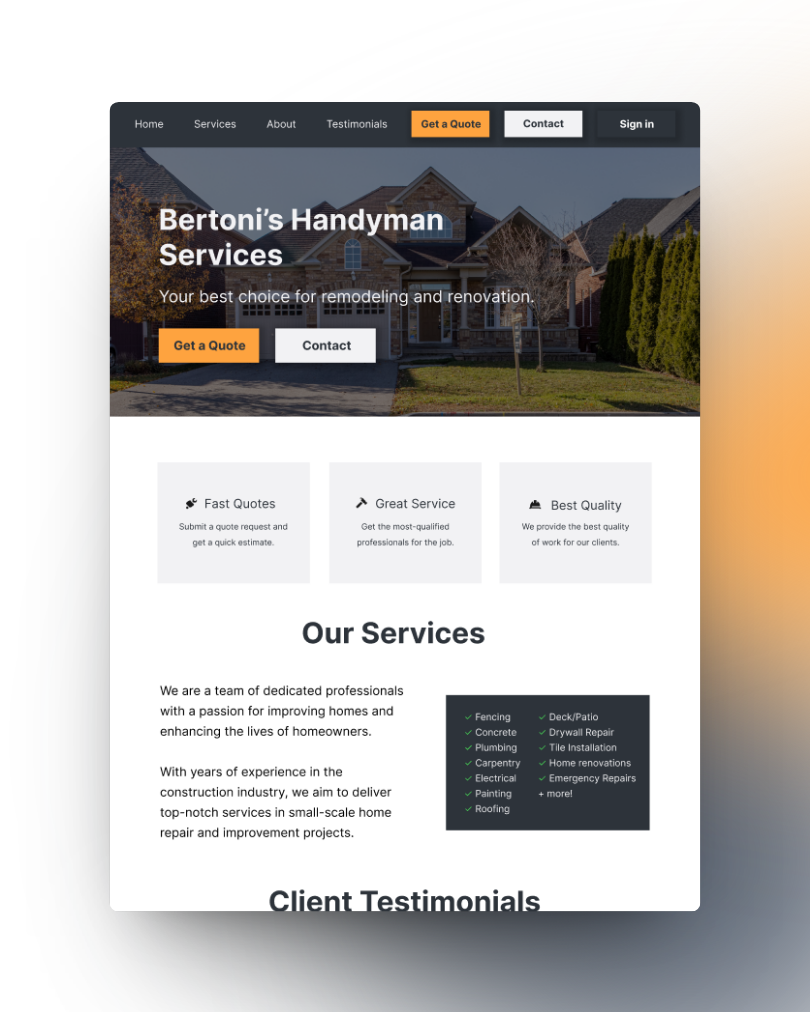 Home Services About Testimonials Get a Quote Contact Sign in
Bertoni’s Handyman
Services
Your best choice for remodeling and renovation.
Get a Quote Contact
Fast Quotes
Submit a quote request and
get a quick estimate.
Great Service
Get the most-qualified
professionals for the job.
Best Quality
We provide the best quality
of work for our clients.
Our Services
We are a team of dedicated professionals
with a passion for improving homes and
enhancing the lives of homeowners.
With years of experience in the
construction industry, we aim to deliver
top-notch services in small-scale home
repair and improvement projects.
✓ Fencing
✓ Concrete
✓ Plumbing
✓ Carpentry
✓ Electrical
✓ Painting
✓ Roofing
✓ Deck/Patio
✓ Drywall Repair
✓ Tile Installation
✓ Home renovations
✓ Emergency Repairs
+ more!
Client Testimonials